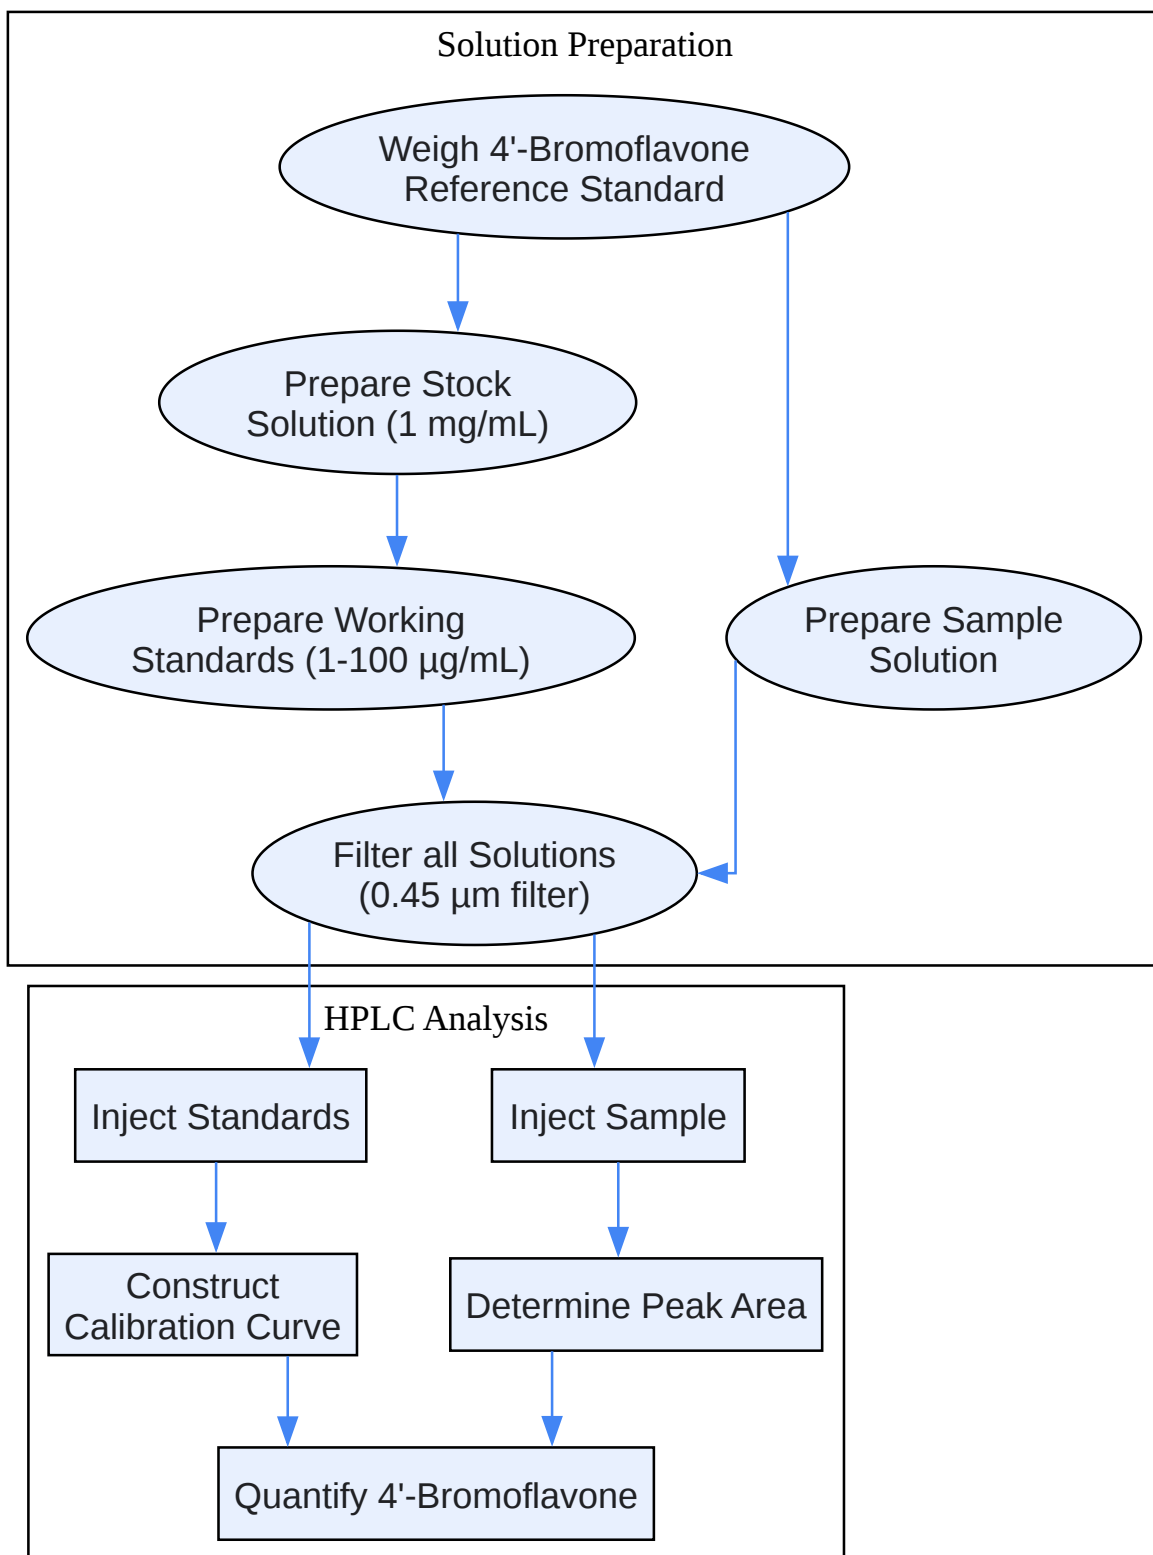 Solution Preparation
Weigh 4'-Bromoflavone
Reference Standard
Prepare Stock
Solution (1 mg/mL)
Prepare Working
Standards (1-100 µg/mL)
Prepare Sample
Solution
Filter all Solutions
(0.45 µm filter)
HPLC Analysis
Inject Standards
Inject Sample
Construct
Calibration Curve
Determine Peak Area
Quantify 4'-Bromoflavone